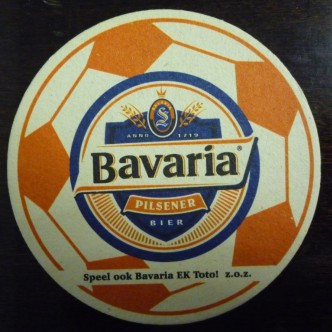 S
ANNO 1719
Bavaria®
PILSENER
BIER
Speel ook Bavaria EK Toto! z.o.z.